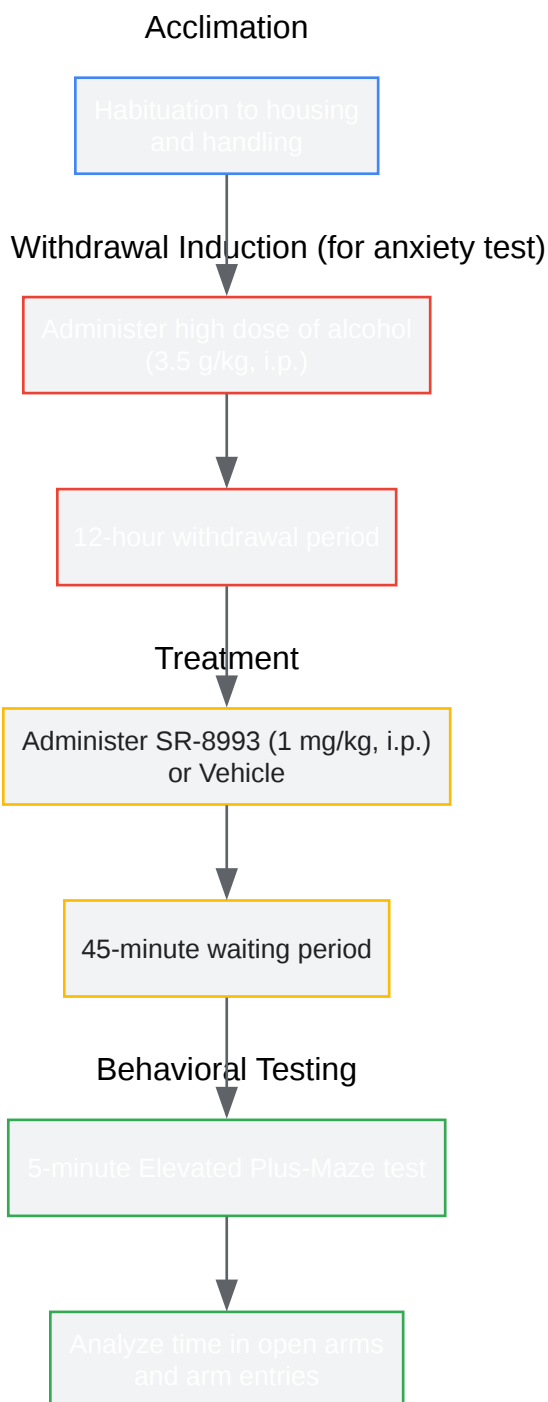 Acclimation
Habituation to housing
and handling
Withdrawal Induction (for anxiety test)
Administer high dose of alcohol
(3.5 g/kg, i.p.)
12-hour withdrawal period
Treatment
Administer SR-8993 (1 mg/kg, i.p.)
or Vehicle
45-minute waiting period
Behavioral Testing
5-minute Elevated Plus-Maze test
Analyze time in open arms
and arm entries